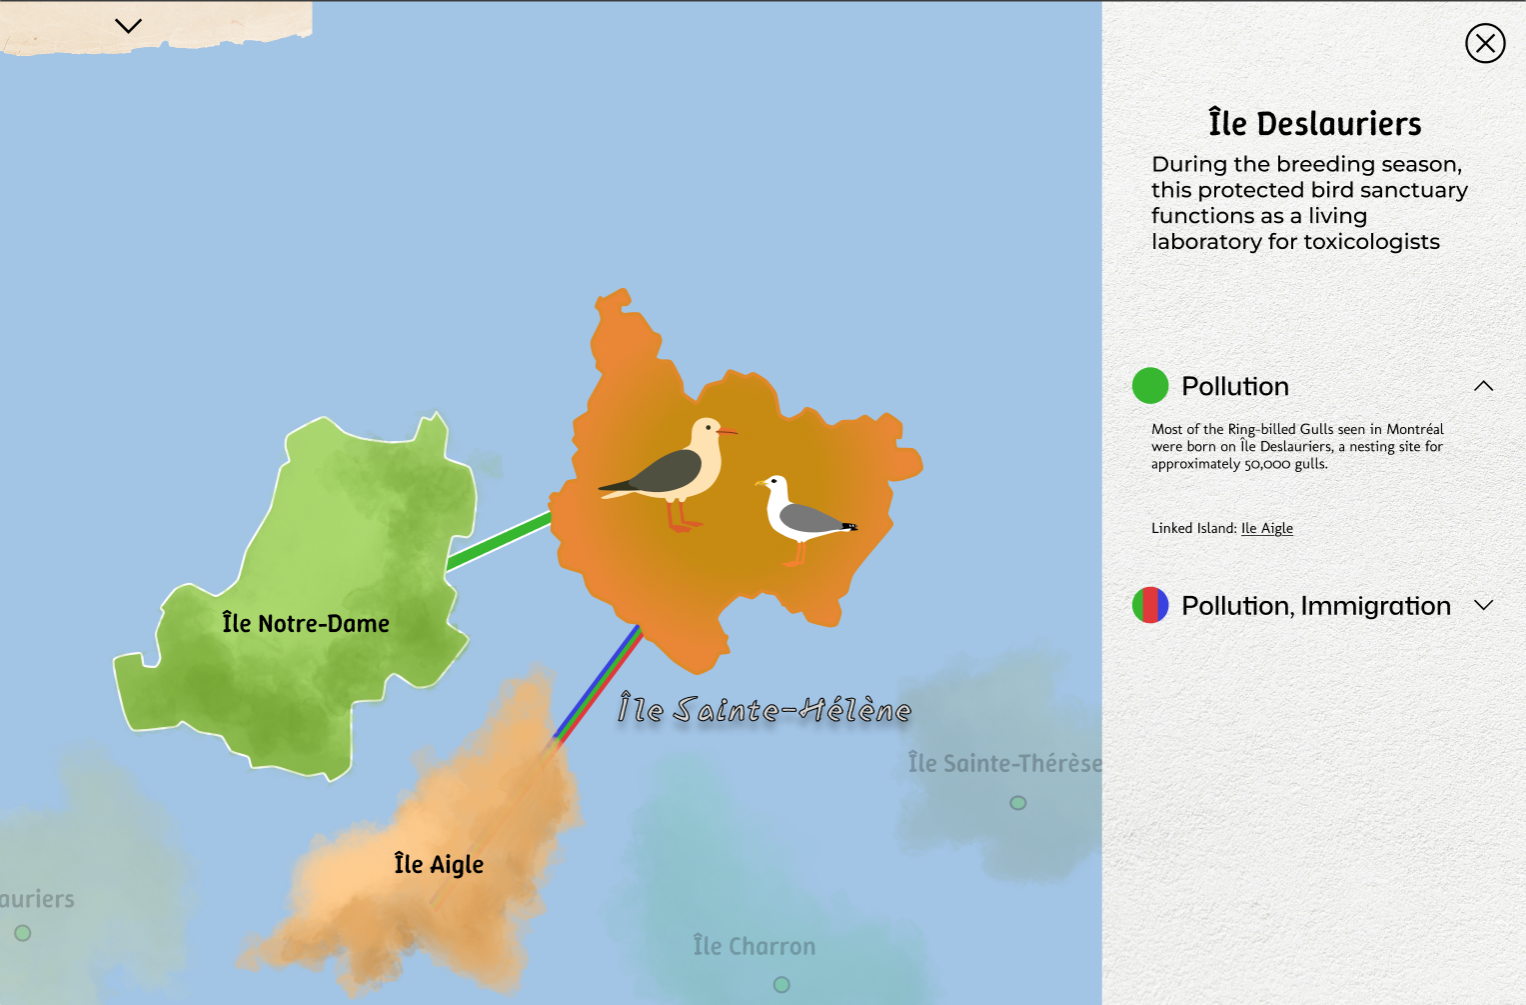 Île Deslauriers
During the breeding season,
this protected bird sanctuary
functions as a living
laboratory for toxicologists
Pollution
Most of the Ring-billed Gulls seen in Montréal
were born on Île Deslauriers, a nesting site for
approximately 50,000 gulls.
Linked Island: Ile Aigle
Pollution, Immigration
Île Notre-Dame
Île Sainte-Hélène
Île Sainte-Thérèse
Île Aigle
auriers
Île Charron